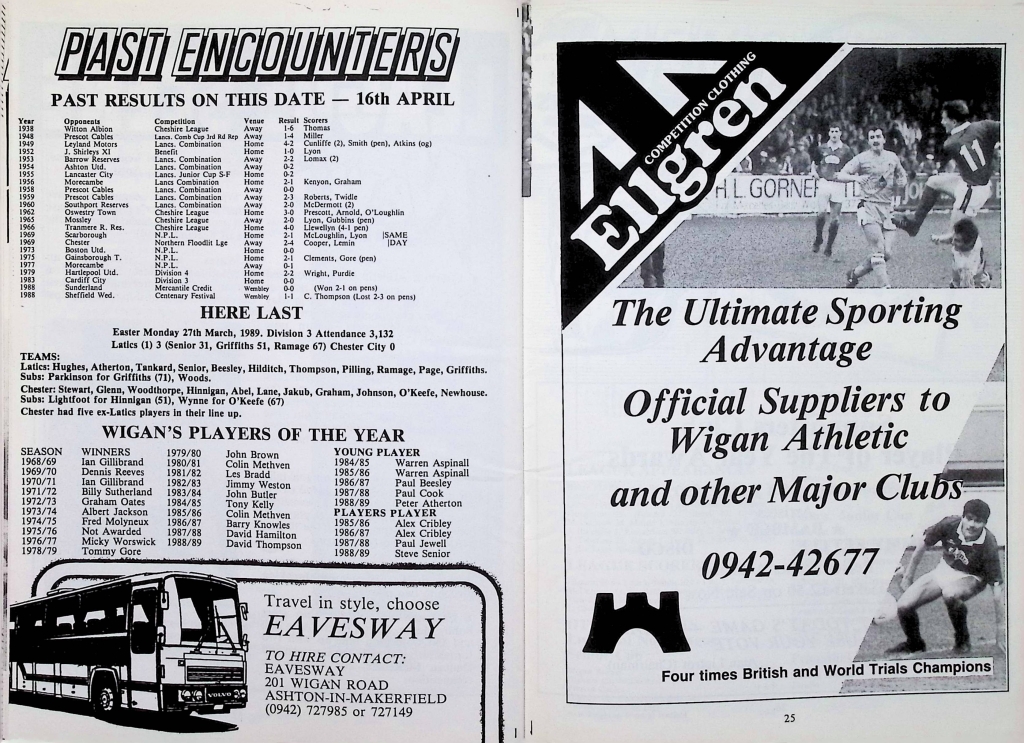 PAST ENCOUNTERS
PAST RESULTS ON THIS DATE — 16th APRIL
Year Opponents Competition Venue Result Scorers
1938 Witton Albion Cheshire League Away 1-6 Thomas
1948 Prescot Cables Lancs. Comb Cup 3rd Rd Rep Away 1-4 Miller
1949 Leyland Motors Lancs. Combination Home 4-2 Cunliffe (2), Smith (pen), Atkins (og)
1952 J. Shirleys XI Benefit Home 1-0 Lyon
1953 Barrow Reserves Lancs. Combination Away 2-2 Lomax (2)
1954 Ashton Utd. Lancs. Combination Away 0-2
1955 Lancaster City Lancs. Junior Cup S-F Home 0-2
1956 Morecambe Lancs Combination Home 2-1 Kenyon, Graham
1958 Prescot Cables Lancs. Combination Away 0-0
1959 Prescot Cables Lancs. Combination Away 2-3 Roberts, Twidle
1960 Southport Reserves Lancs. Combination Home 2-0 McDermott (2)
1962 Oswestry Town Cheshire League Home 3-0 Prescott, Arnold, O'Loughlin
1965 Mossley Cheshire League Away 2-0 Lyon, Gubbins (pen)
1966 Tranmere R. Res. Cheshire League Home 4-0 Llewellyn (4-1 pen)
1969 Scarborough N.P.L. Home 2-1 McLoughlin, Lyon |SAME
1969 Chester Northern Floodlit Lge Away 2-4 Cooper, Lemin |DAY
1973 Boston Utd. N.P.L. Home 0-0
1975 Gainsborough T. N.P.L. Home 2-1 Clements, Gore (pen)
1977 Morecambe N.P.L. Away 0-1
1979 Hartlepool Utd. Division 4 Home 2-2 Wright, Purdie
1983 Cardiff City Division 3 Home 0-0
1988 Sunderland Mercantile Credit Wembley 0-0 (Won 2-1 on pens)
1988 Sheffield Wed. Centenary Festival Wembley 1-1 C. Thompson (Lost 2-3 on pens)
HERE LAST
Easter Monday 27th March, 1989. Division 3 Attendance 3,132
Latics (1) 3 (Senior 31, Griffiths 51, Ramage 67) Chester City 0
TEAMS:
Latics: Hughes, Atherton, Tankard, Senior, Beesley, Hilditch, Thompson, Pilling, Ramage, Page, Griffiths.
Subs: Parkinson for Griffiths (71), Woods.
Chester: Stewart, Glenn, Woodthorpe, Hinnigan, Abel, Lane, Jakub, Graham, Johnson, O'Keefe, Newhouse.
Subs: Lightfoot for Hinnigan (51), Wynne for O'Keefe (67)
Chester had five ex-Latics players in their line up.
WIGAN'S PLAYERS OF THE YEAR
SEASON WINNERS
1968/69 Ian Gillibrand
1969/70 Dennis Reeves
1970/71 Ian Gillibrand
1971/72 Billy Sutherland
1972/73 Graham Oates
1973/74 Albert Jackson
1974/75 Fred Molyneux
1975/76 Not Awarded
1976/77 Micky Worswick
1978/79 Tommy Gore
1979/80 John Brown
1980/81 Colin Methven
1981/82 Les Bradd
1982/83 Jimmy Weston
1983/84 John Butler
1984/85 Tony Kelly
1985/86 Colin Methven
1986/87 Barry Knowles
1987/88 David Hamilton
1988/89 David Thompson
YOUNG PLAYER
1984/85 Warren Aspinall
1985/86 Warren Aspinall
1986/87 Paul Beesley
1987/88 Paul Cook
1988/89 Peter Atherton
PLAYERS PLAYER
1985/86 Alex Cribley
1986/87 Alex Cribley
1987/88 Paul Jewell
1988/89 Steve Senior
Travel in style, choose
EAVESWAY
TO HIRE CONTACT:
EAVESWAY
201 WIGAN ROAD
ASHTON-IN-MAKERFIELD
(0942) 727985 or 727149
VOLVO
COMPETITION CLOTHING
Ellgren
H.L. GORNE
11
The Ultimate Sporting
Advantage
Official Suppliers to
Wigan Athletic
and other Major Clubs
0942-42677
Four times British and World Trials Champions
25